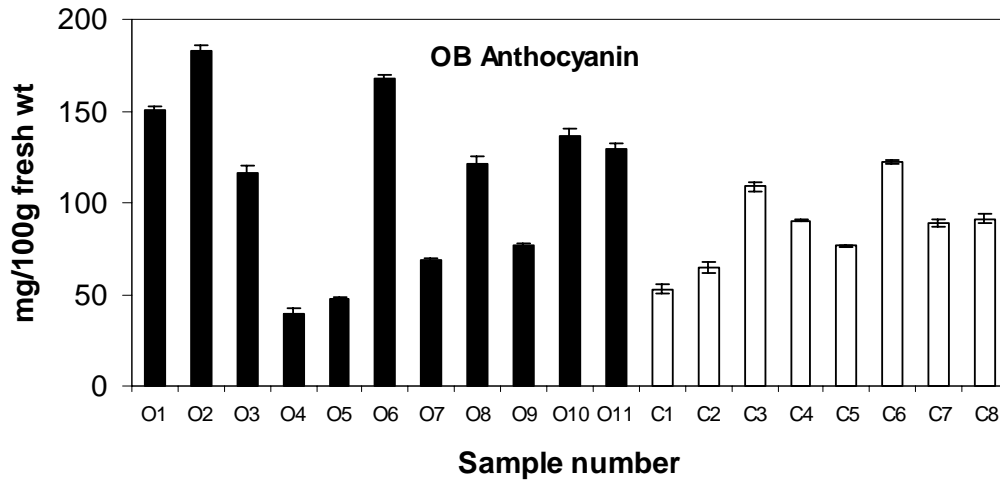 OB Anthocyanin
mg/100g fresh wt
200
150
100
50
0
O1 O2 O3 O4 O5 O6 O7 O8 O9 O10 O11 C1 C2 C3 C4 C5 C6 C7 C8
Sample number